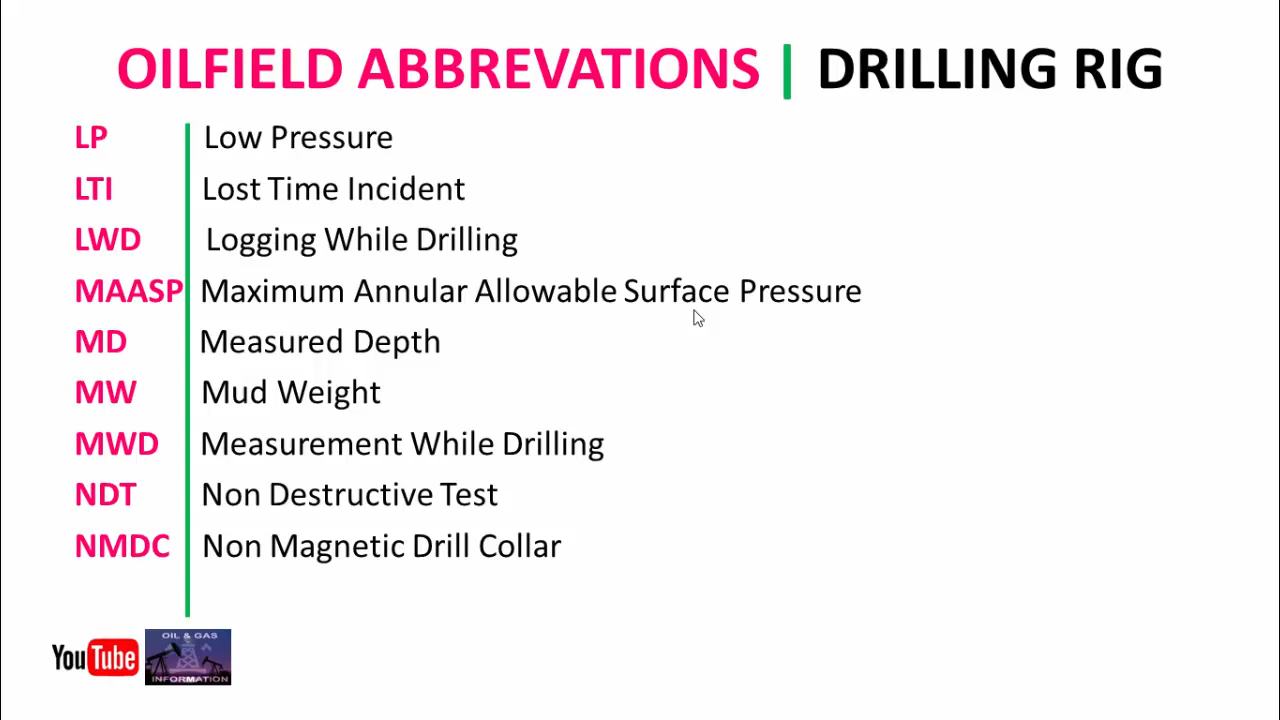 OILFIELD ABBREVATIONS | DRILLING RIG
LP Low Pressure
LTI Lost Time Incident
LWD Logging While Drilling
MAASP Maximum Annular Allowable Surface Pressure
MD Measured Depth
MW Mud Weight
MWD Measurement While Drilling
NDT Non Destructive Test
NMDC Non Magnetic Drill Collar
YouTube
OIL & GAS
INFORMATION